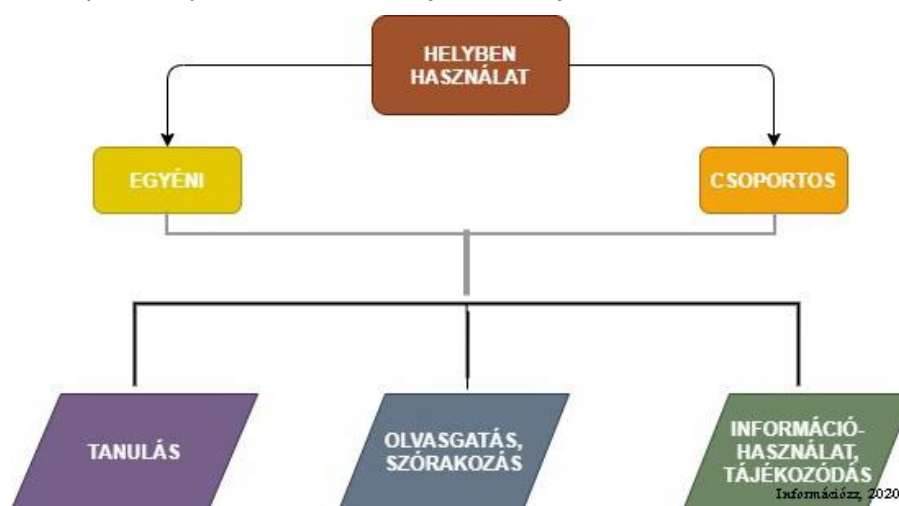 HELYBEN
HASZNÁLAT
EGYÉNI
CSOPORTOS
TANULÁS
OLVASGATÁS,
SZÓRAKOZÁS
INFORMÁCIÓ-
HASZNÁLAT,
TÁJÉKOZÓDÁS
Információzz, 2020